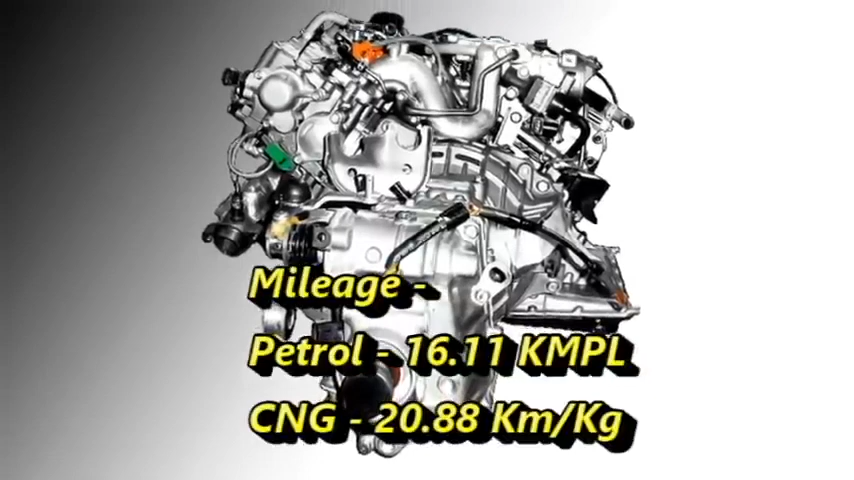 Mileage -
Petrol - 16.11 KMPL
CNG - 20.88 Km/Kg